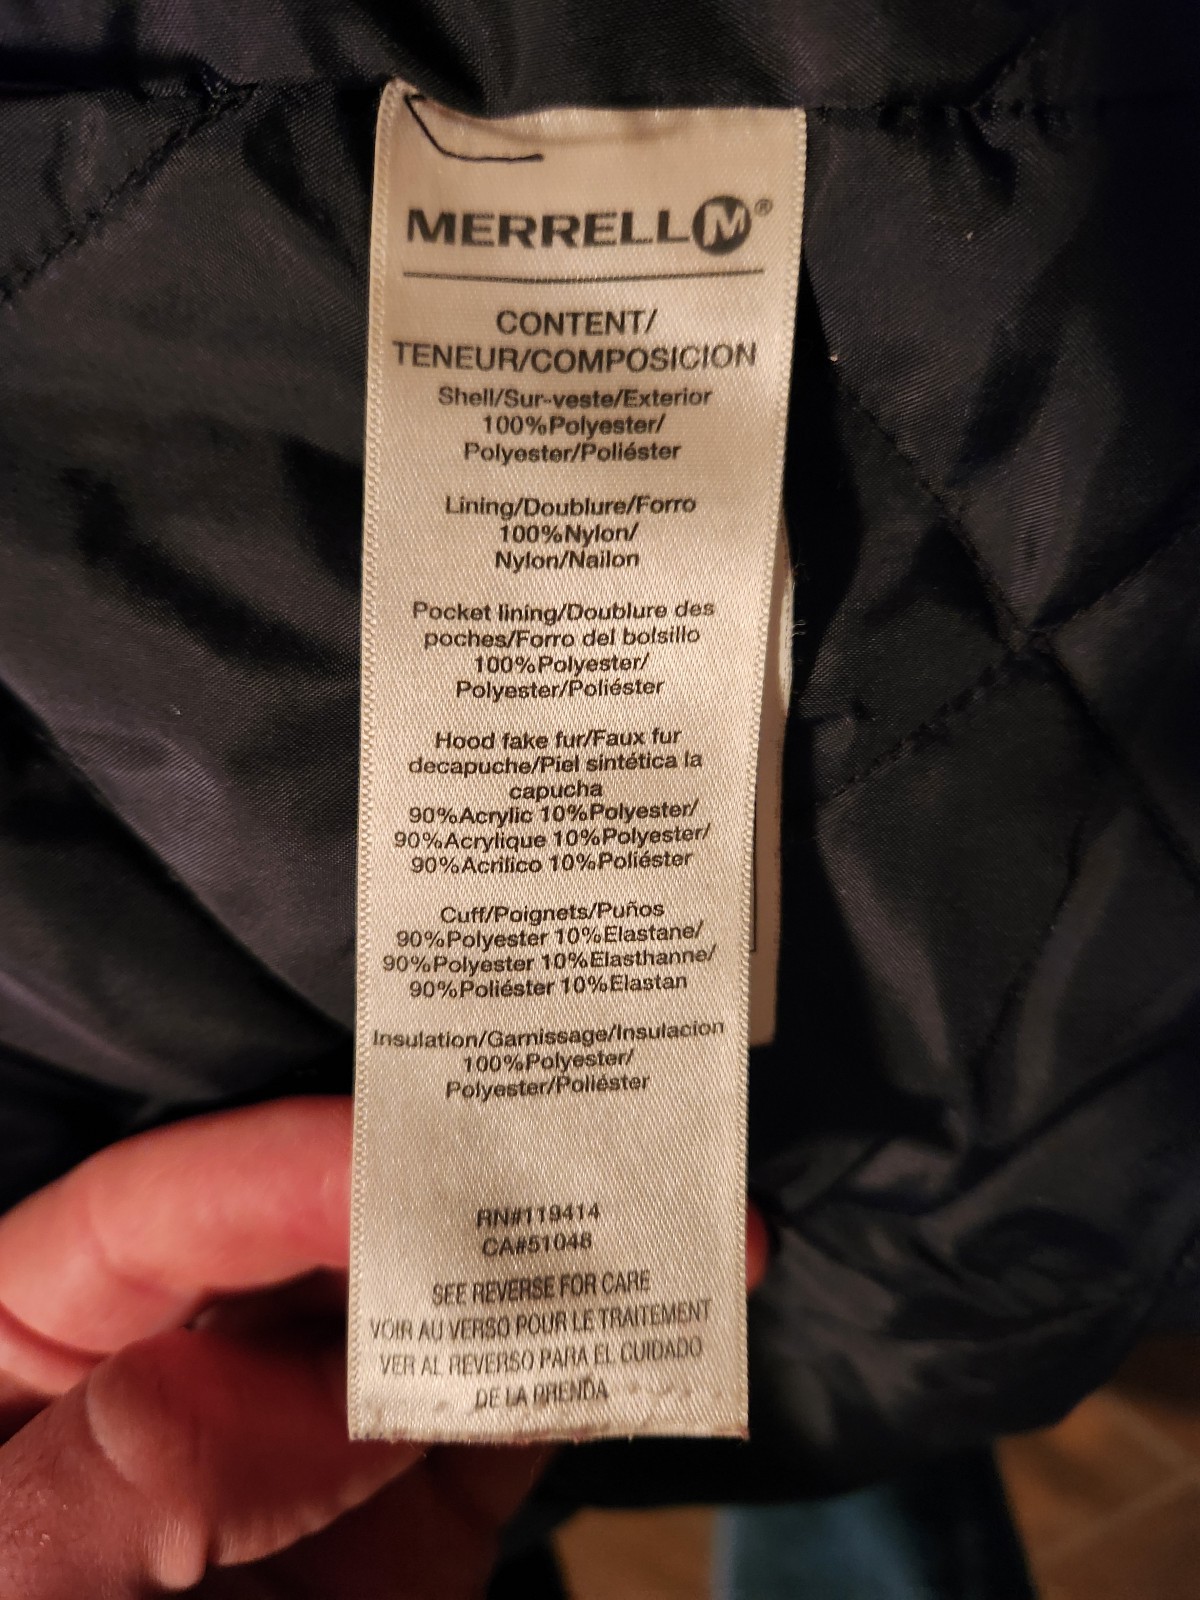 MERRELL M®
CONTENT/
TENEUR/COMPOSICION
Shell/Sur-veste/Exterior
100%Polyester/
Polyester/Poliéster
Lining/Doublure/Forro
100%Nylon/
Nylon/Nailon
Pocket lining/Doublure des
poches/Forro del bolsillo
100%Polyester/
Polyester/Poliéster
Hood fake fur/Faux fur
decapuche/Piel sintética la
capucha
90%Acrylic 10%Polyester/
90%Acrylique 10%Polyester/
90%Acrilico 10%Poliéster
Cuff/Poignets/Puños
90%Polyester 10%Elastane/
90%Polyester 10%Elasthanne/
90%Poliéster 10%Elastan
Insulation/Garnissage/Insulacion
100%Polyester/
Polyester/Poliéster
RN#119414
CA#51048
SEE REVERSE FOR CARE
VOIR AU VERSO POUR LE TRAITEMENT
VER AL REVERSO PARA EL CUIDADO
DE LA PRENDA